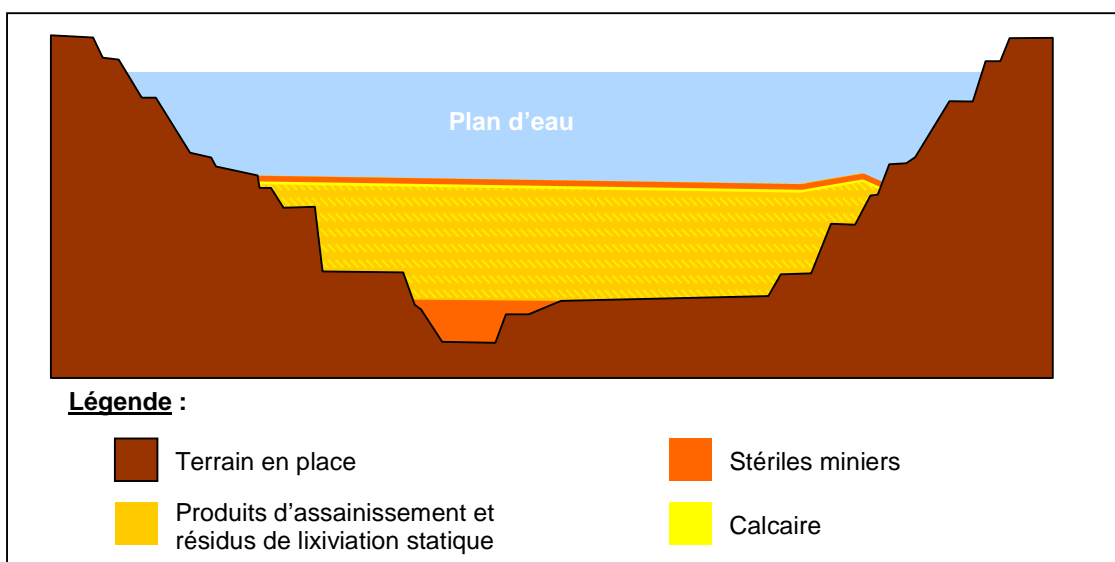 Plan d’eau
Légende :
Terrain en place
Stériles miniers
Produits d’assainissement et
résidus de lixiviation statique
Calcaire